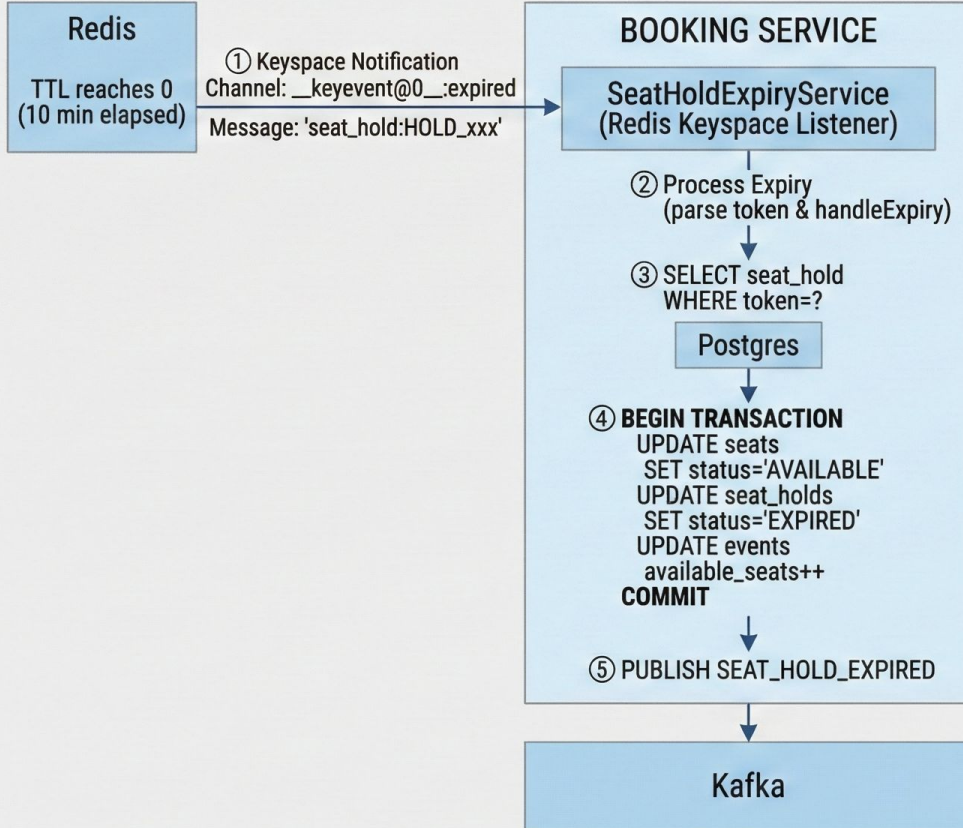 Redis
TTL reaches 0
(10 min elapsed)
① Keyspace Notification
Channel: __keyevent@0__:expired
Message: 'seat_hold:HOLD_xxx'
BOOKING SERVICE
SeatHoldExpiryService
(Redis Keyspace Listener)
② Process Expiry
(parse token & handleExpiry)
③ SELECT seat_hold
WHERE token=?
Postgres
④ BEGIN TRANSACTION
UPDATE seats
SET status='AVAILABLE'
UPDATE seat_holds
SET status='EXPIRED'
UPDATE events
available_seats++
COMMIT
⑤ PUBLISH SEAT_HOLD_EXPIRED
Kafka